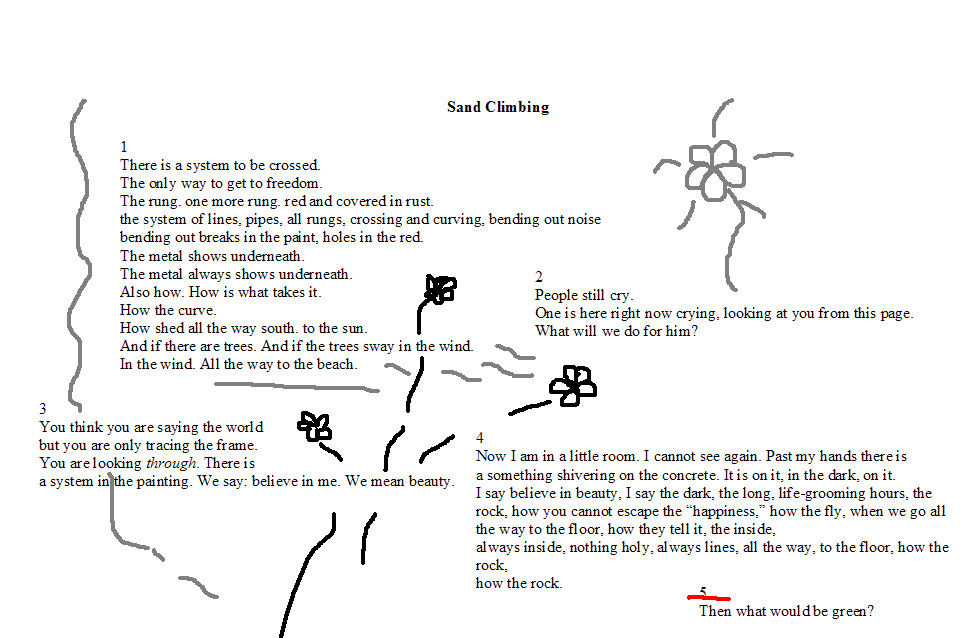 Sand Climbing
1
There is a system to be crossed.
The only way to get to freedom.
The rung. one more rung. red and covered in rust.
the system of lines, pipes, all rungs, crossing and curving, bending out noise
bending out breaks in the paint, holes in the red.
The metal shows underneath.
The metal always shows underneath.
Also how. How is what takes it.
How the curve.
How shed all the way south. to the sun.
And if there are trees. And if the trees sway in the wind.
In the wind. All the way to the beach.
2
People still cry.
One is here right now crying, looking at you from this page.
What will we do for him?
3
You think you are saying the world
but you are only tracing the frame.
You are looking through. There is
a system in the painting. We say: believe in me. We mean beauty.
4
Now I am in a little room. I cannot see again. Past my hands there is
a something shivering on the concrete. It is on it, in the dark, on it.
I say believe in beauty, I say the dark, the long, life-grooming hours, the
rock, how you cannot escape the “happiness,” how the fly, when we go all
the way to the floor, how they tell it, the inside,
always inside, nothing holy, always lines, all the way, to the floor, how the
rock,
how the rock.
5
Then what would be green?